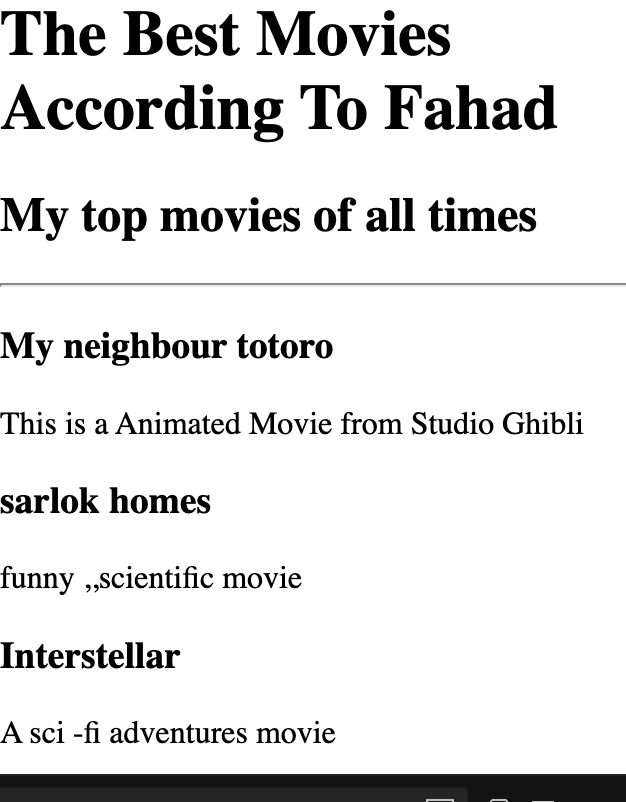 The Best Movies
According To Fahad
My top movies of all times
My neighbour totoro
This is a Animated Movie from Studio Ghibli
sarlok homes
funny ,,scientific movie
Interstellar
A sci -fi adventures movie